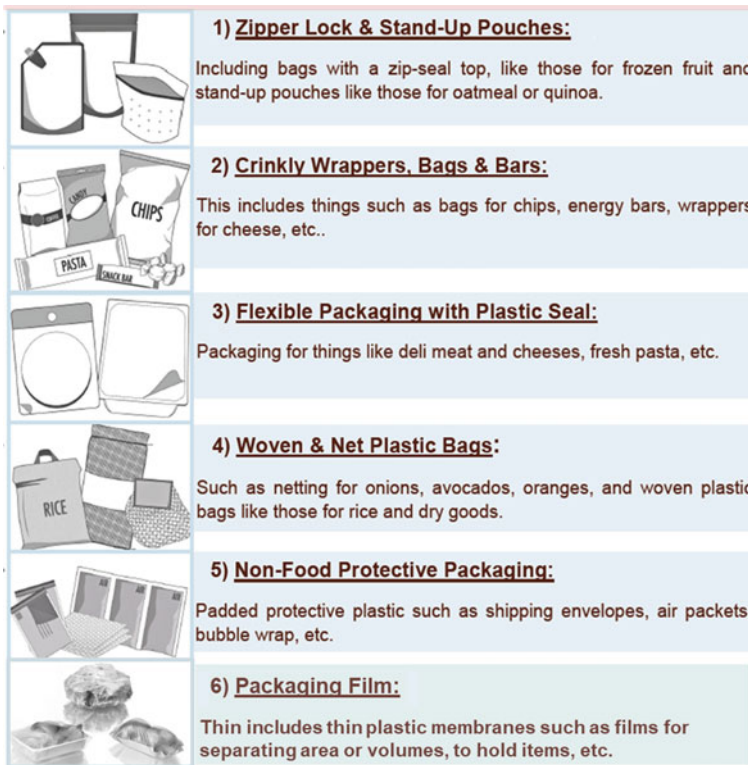 1) Zipper Lock & Stand-Up Pouches:
Including bags with a zip-seal top, like those for frozen fruit and
stand-up pouches like those for oatmeal or quinoa.
CANDY
CHIPS
PASTA
SNACK BAR
2) Crinkly Wrappers, Bags & Bars:
This includes things such as bags for chips, energy bars, wrappers
for cheese, etc..
3) Flexible Packaging with Plastic Seal:
Packaging for things like deli meat and cheeses, fresh pasta, etc.
RICE
4) Woven & Net Plastic Bags:
Such as netting for onions, avocados, oranges, and woven plastic
bags like those for rice and dry goods.
5) Non-Food Protective Packaging:
Padded protective plastic such as shipping envelopes, air packets,
bubble wrap, etc.
6) Packaging Film:
Thin includes thin plastic membranes such as films for
separating area or volumes, to hold items, etc.